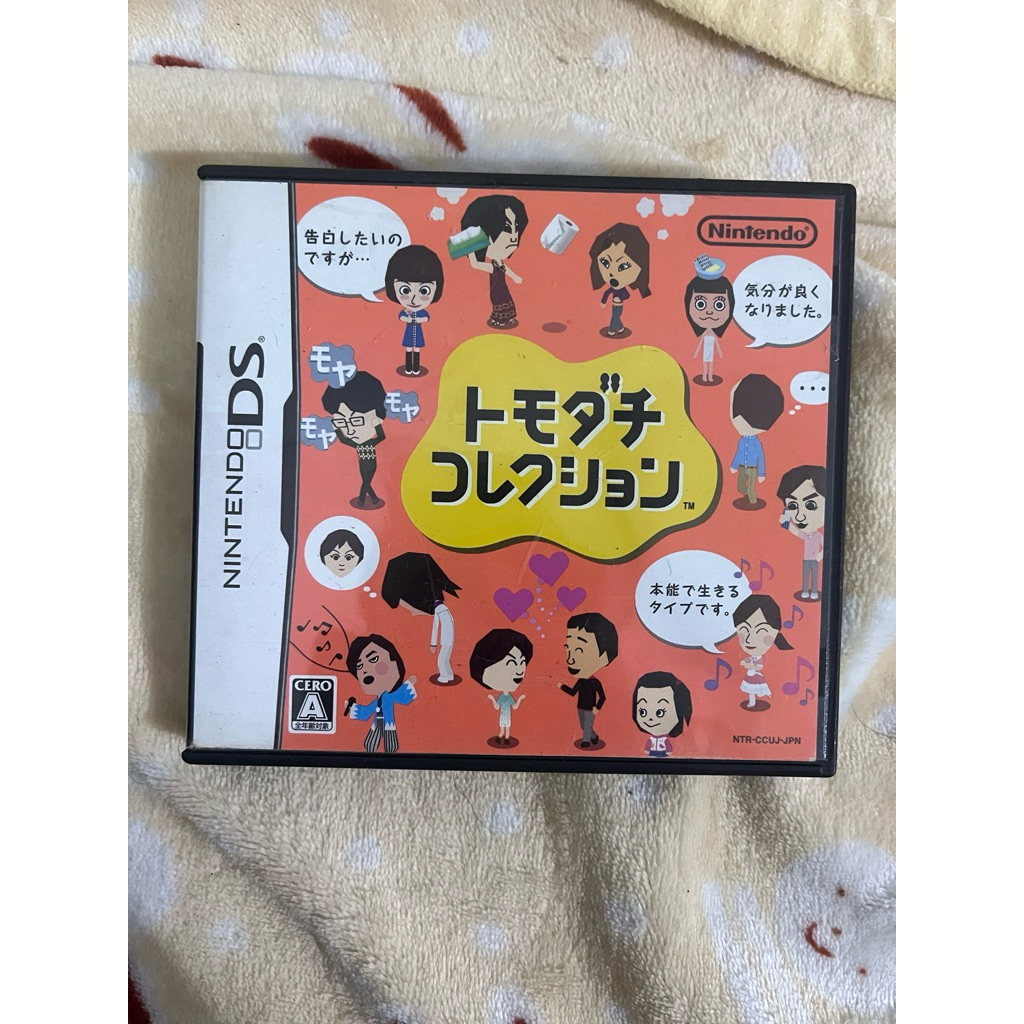 NINTENDO DS®
告白したいの
ですが…
Nintendo®
気分が良く
なりました。
モヤ
モヤ
モヤ
…
トモダチ
コレクション™
本能で生きる
タイプです。
CERO
A
全年齢対象
NTR-CCUJ-JPN